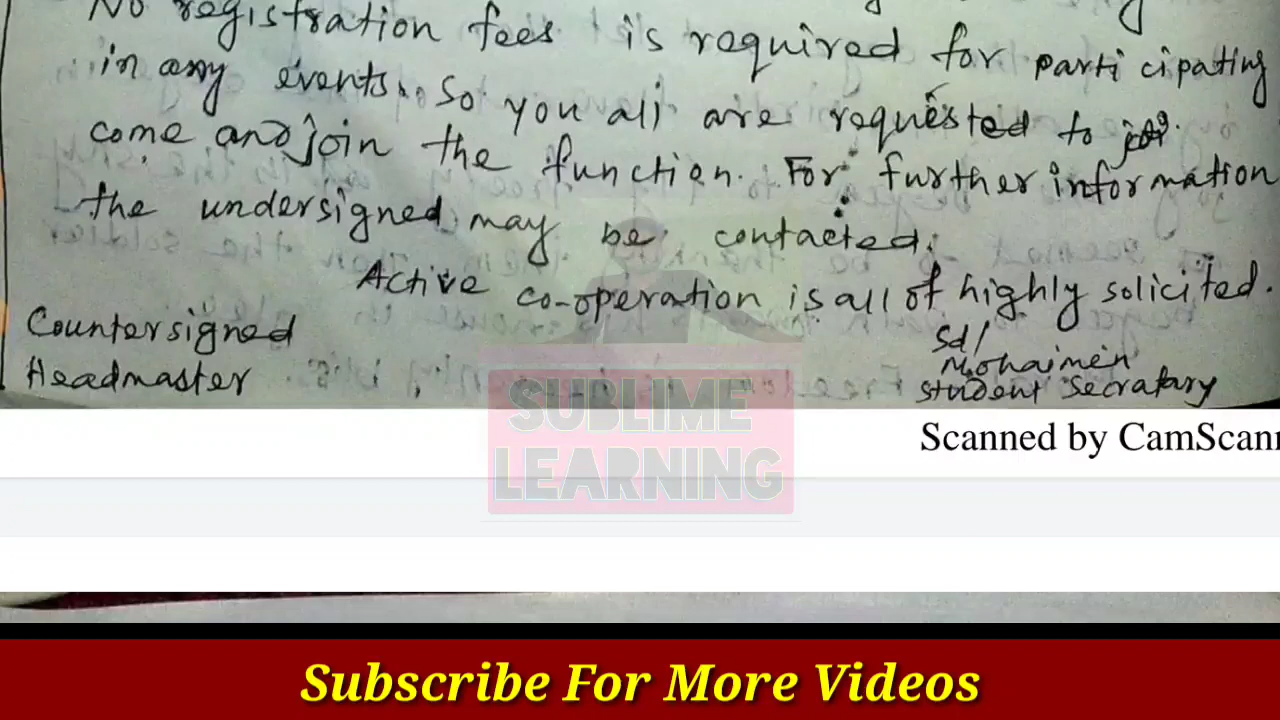 No registration fees is required for participating
in any events. So you all are requested to
come and join the function. For further information
the undersigned may be contacted.
Active co-operation is all of highly solicited.
Countersigned
Headmaster
Sd/
Mohaimen
Student Secratary
Scanned by CamScann
SUBLIME
LEARNING
Subscribe For More Videos